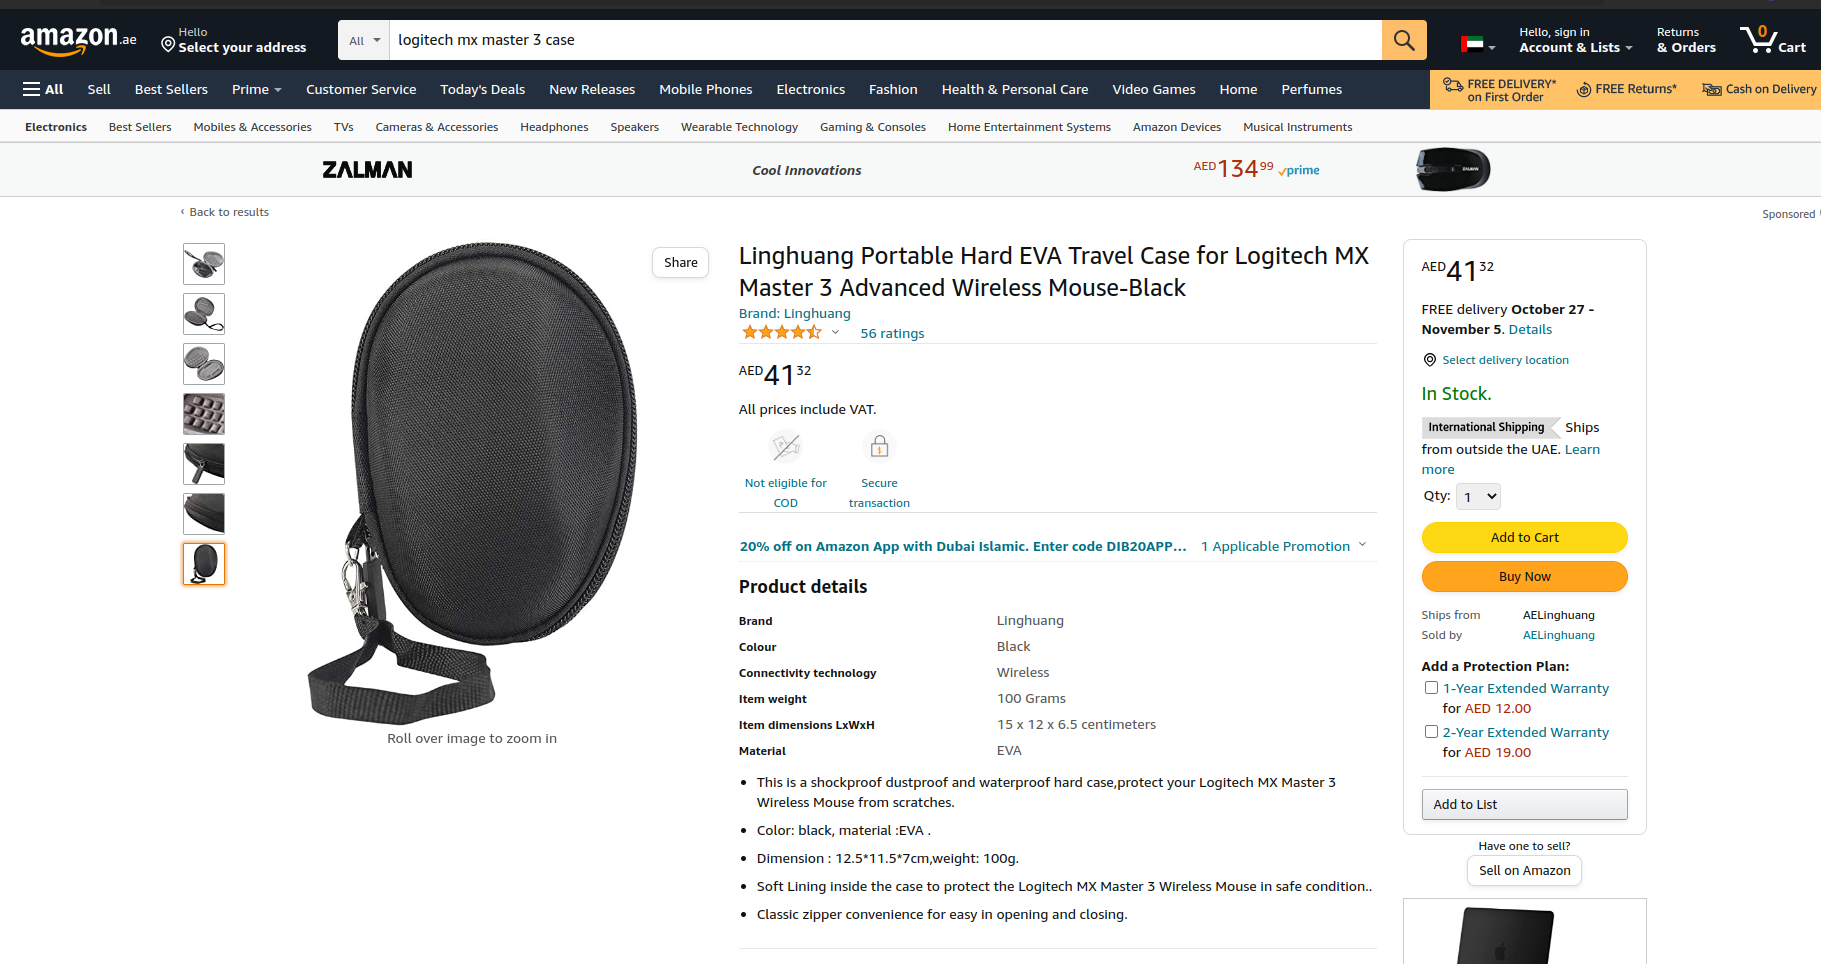 amazon.ae
Hello
Select your address
All
logitech mx master 3 case
Hello, sign in
Account & Lists
Returns
& Orders
0
Cart
All
Sell
Best Sellers
Prime
Customer Service
Today's Deals
New Releases
Mobile Phones
Electronics
Fashion
Health & Personal Care
Video Games
Home
Perfumes
FREE DELIVERY*
on First Order
FREE Returns*
Cash on Delivery
Electronics
Best Sellers
Mobiles & Accessories
TVs
Cameras & Accessories
Headphones
Speakers
Wearable Technology
Gaming & Consoles
Home Entertainment Systems
Amazon Devices
Musical Instruments
ZALMAN
Cool Innovations
AED 134 99 prime
ZALMAN
‹ Back to results
Sponsored
Share
Linghuang Portable Hard EVA Travel Case for Logitech MX
Master 3 Advanced Wireless Mouse-Black
Brand: Linghuang
56 ratings
AED 41 32
All prices include VAT.
Not eligible for
COD
Secure
transaction
20% off on Amazon App with Dubai Islamic. Enter code DIB20APP...
1 Applicable Promotion
Product details
Brand Linghuang
Colour Black
Connectivity technology Wireless
Item weight 100 Grams
Item dimensions LxWxH 15 x 12 x 6.5 centimeters
Material EVA
• This is a shockproof dustproof and waterproof hard case,protect your Logitech MX Master 3
Wireless Mouse from scratches.
• Color: black, material :EVA .
• Dimension : 12.5*11.5*7cm,weight: 100g.
• Soft Lining inside the case to protect the Logitech MX Master 3 Wireless Mouse in safe condition..
• Classic zipper convenience for easy in opening and closing.
Roll over image to zoom in
AED 41 32
FREE delivery October 27 -
November 5. Details
Select delivery location
In Stock.
International Shipping Ships
from outside the UAE. Learn
more
Qty: 1
Add to Cart
Buy Now
Ships from AELinghuang
Sold by AELinghuang
Add a Protection Plan:
1-Year Extended Warranty
for AED 12.00
2-Year Extended Warranty
for AED 19.00
Add to List
Have one to sell?
Sell on Amazon